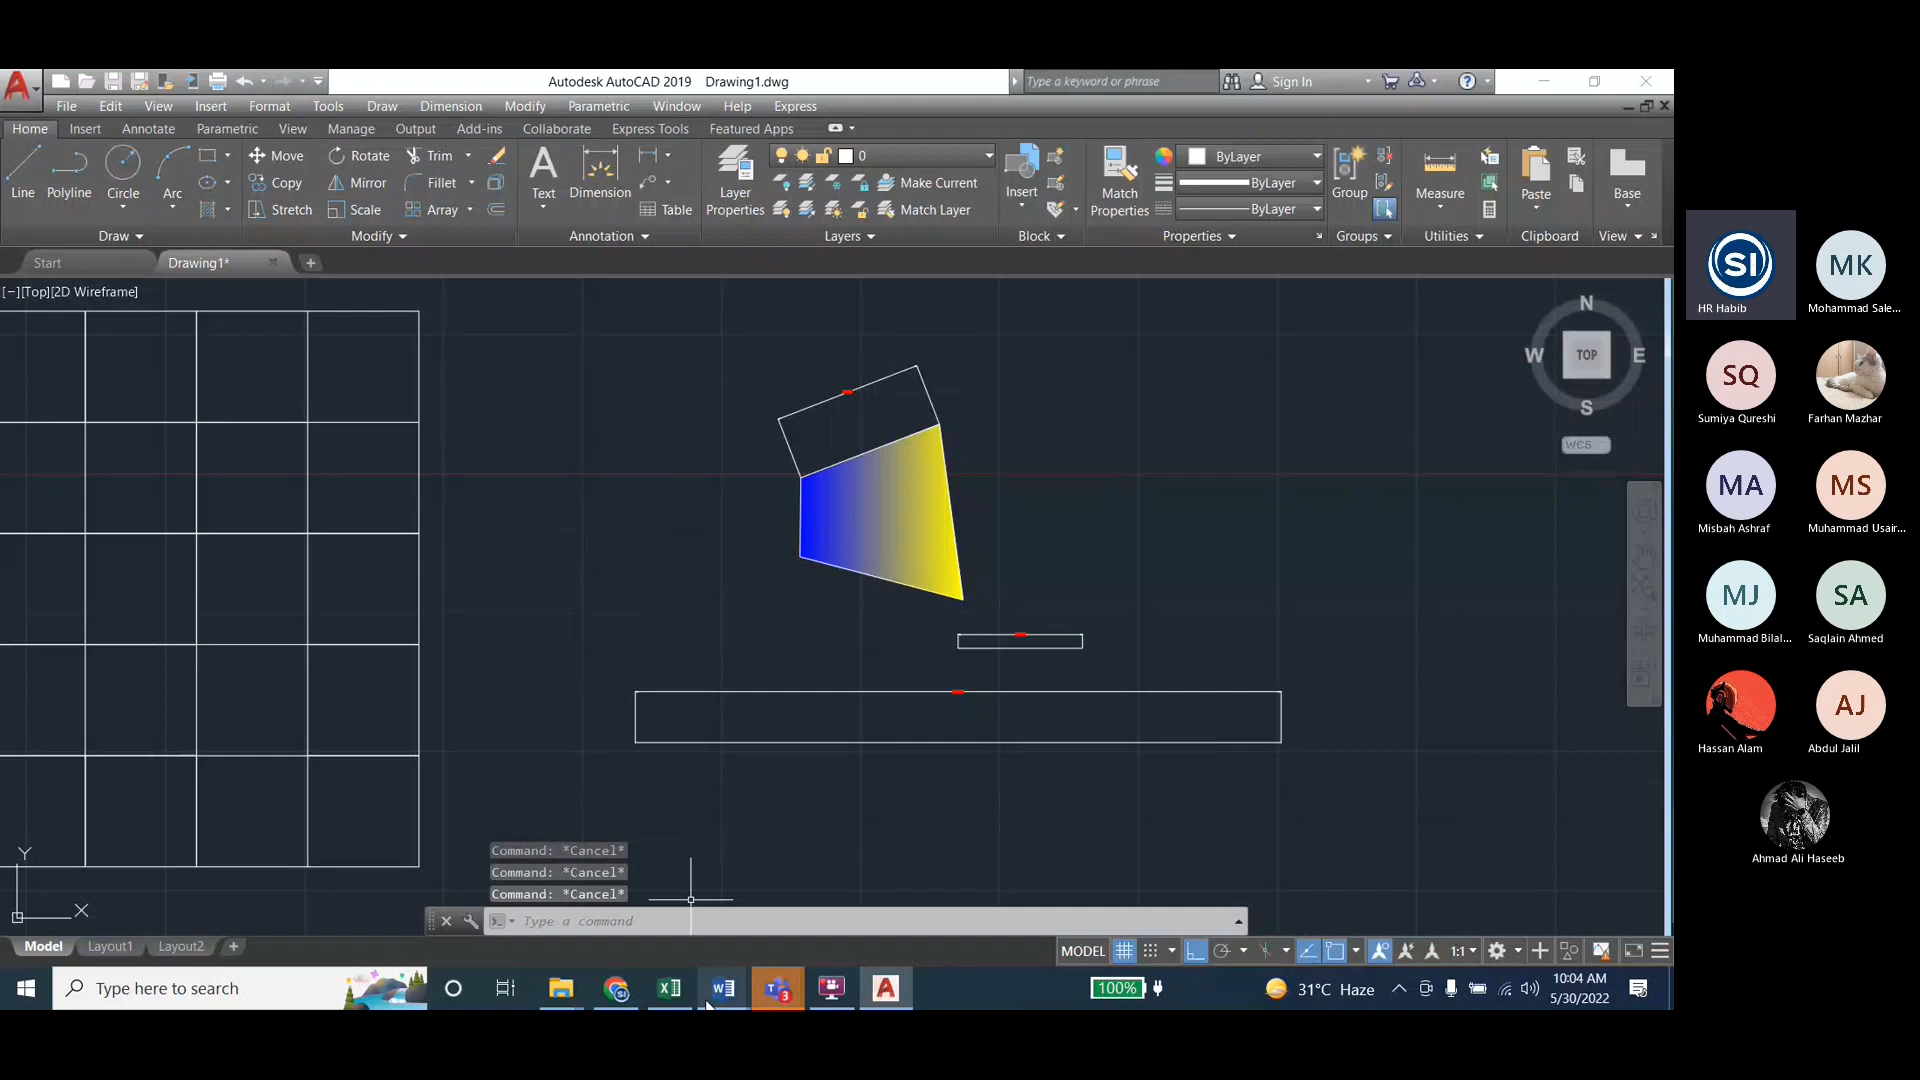 Autodesk AutoCAD 2019 Drawing1.dwg
Type a keyword or phrase
Sign In
File Edit View Insert Format Tools Draw Dimension Modify Parametric Window Help Express
Home Insert Annotate Parametric View Manage Output Add-ins Collaborate Express Tools Featured Apps
Line Polyline Circle Arc
Move Rotate Trim
Copy Mirror Fillet
Stretch Scale Array
Text Dimension
Table
Layer Properties
0
Make Current
Match Layer
Insert
Match Properties
ByLayer
ByLayer
ByLayer
Group
Measure
Paste
Base
Draw Modify Annotation Layers Block Properties Groups Utilities Clipboard View
Start Drawing1*
[−][Top][2D Wireframe]
N
W TOP E
S
WCS
Y
X
Command: *Cancel*
Command: *Cancel*
Command: *Cancel*
Type a command
Model Layout1 Layout2
MODEL 1:1
Type here to search
3
100%
31°C Haze
10:04 AM
5/30/2022
SI
HR Habib
MK
Mohammad Sale...
SQ
Sumiya Qureshi
Farhan Mazhar
MA
Misbah Ashraf
MS
Muhammad Usair...
MJ
Muhammad Bilal...
SA
Saqlain Ahmed
Hassan Alam
AJ
Abdul Jalil
Ahmad Ali Haseeb